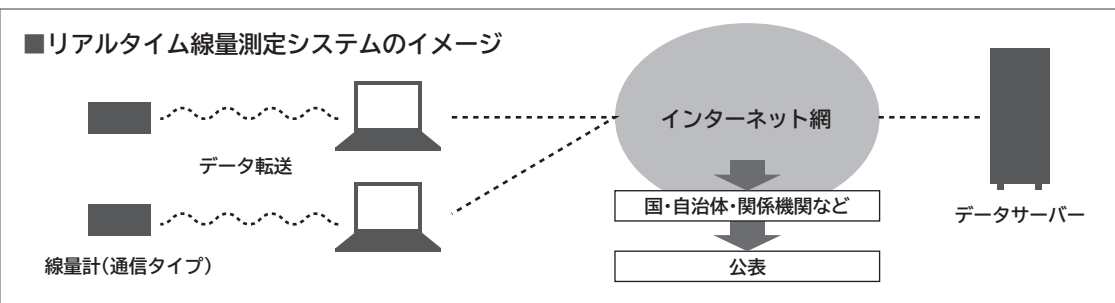 ■リアルタイム線量測定システムのイメージ
データ転送
線量計(通信タイプ)
インターネット網
国・自治体・関係機関など
公表
データサーバー